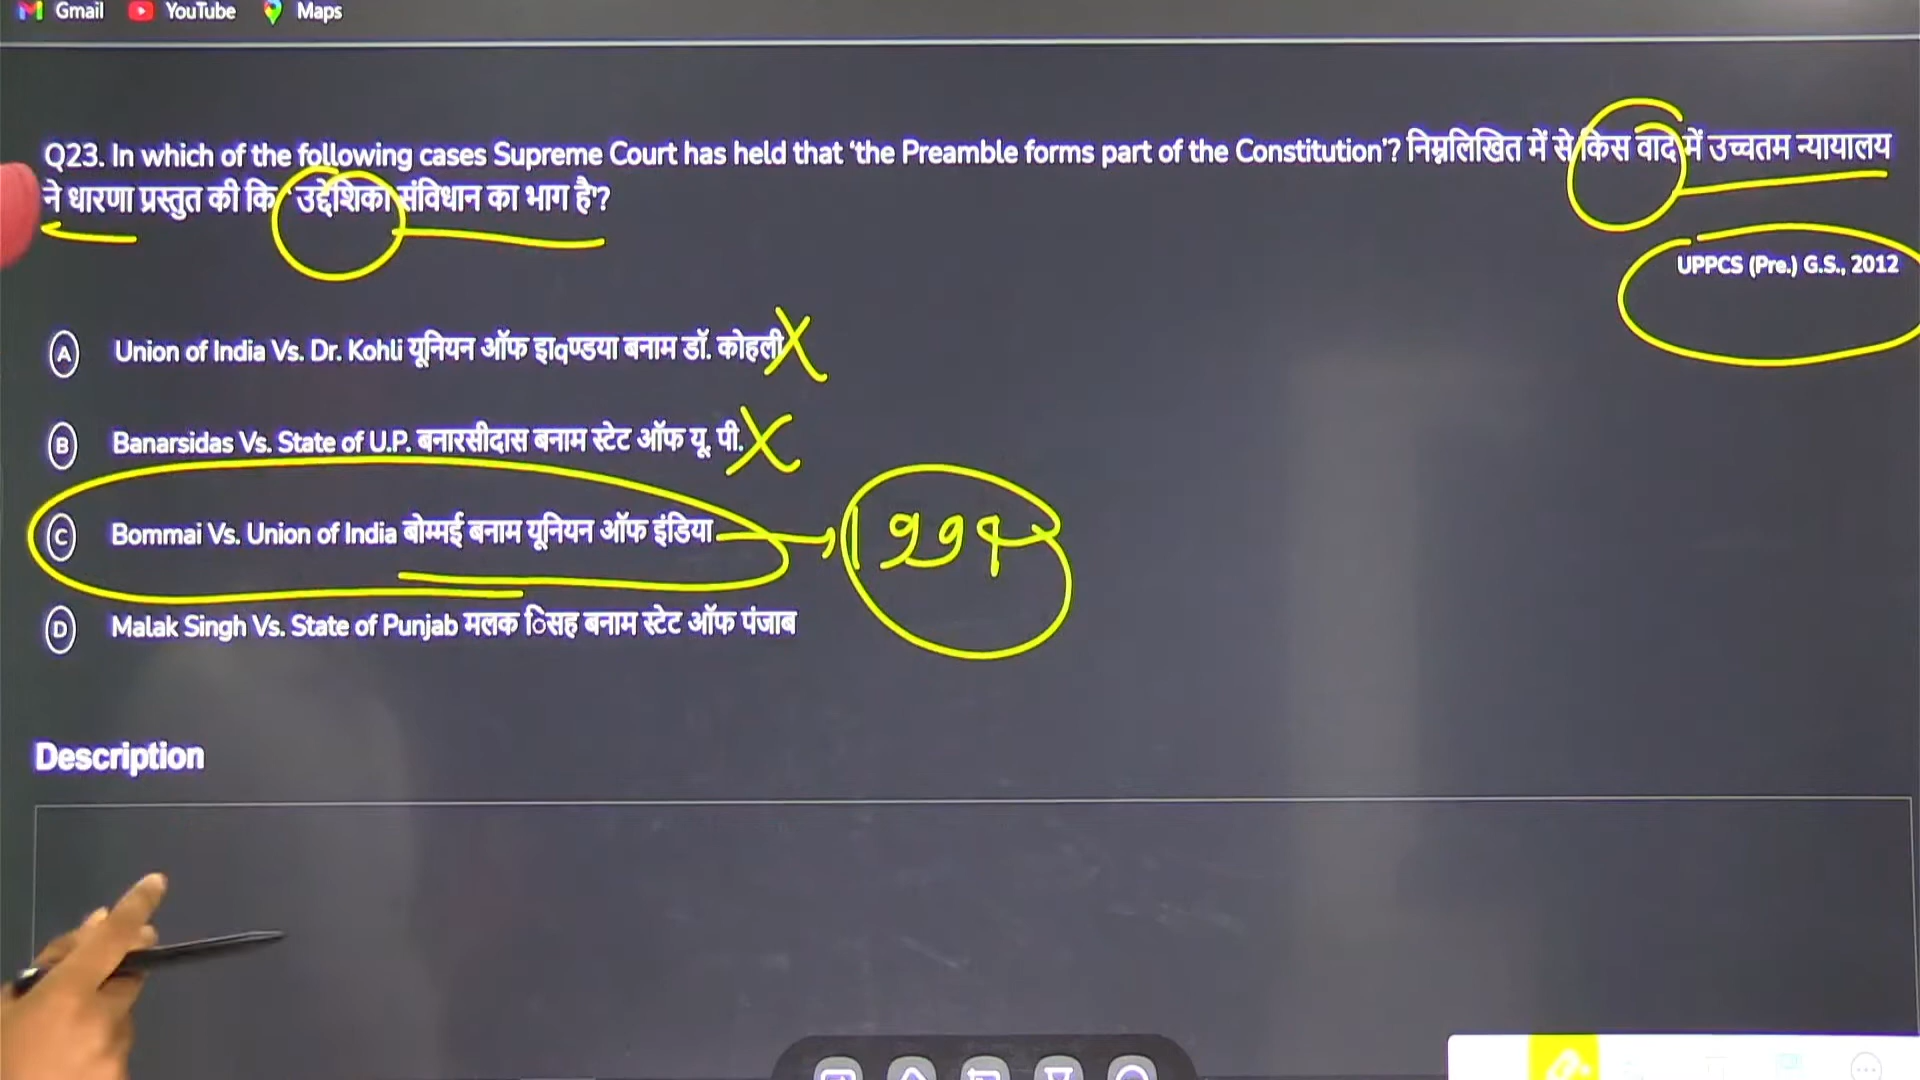 Gmail YouTube Maps
Q23. In which of the following cases Supreme Court has held that ‘the Preamble forms part of the Constitution’? निम्नलिखित में से किस वाद में उच्चतम न्यायालय
ने धारणा प्रस्तुत की कि ‘उद्देशिका संविधान का भाग है’?
UPPCS (Pre.) G.S., 2012
A Union of India Vs. Dr. Kohli यूनियन ऑफ इाqण्डया बनाम डॉ. कोहली X
B Banarsidas Vs. State of U.P. बनारसीदास बनाम स्टेट ऑफ यू. पी. X
C Bommai Vs. Union of India बोम्मई बनाम यूनियन ऑफ इंडिया 1994
D Malak Singh Vs. State of Punjab मलक िसह बनाम स्टेट ऑफ पंजाब
Description